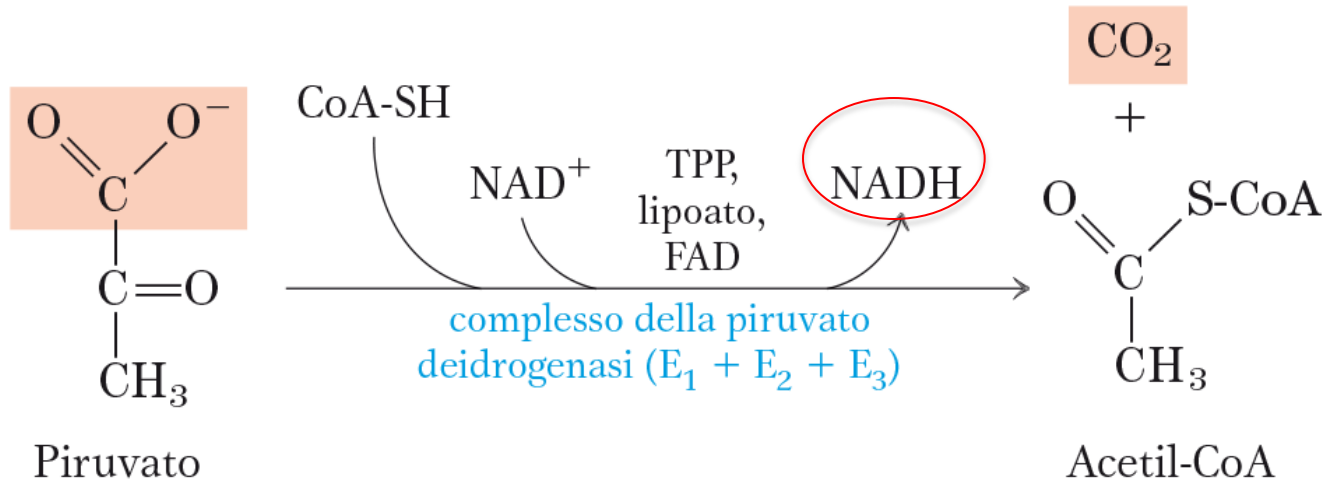 O
O⁻
C
C=O
CH₃
Piruvato
CoA-SH
NAD⁺
TPP,
lipoato,
FAD
NADH
complesso della piruvato
deidrogenasi (E₁ + E₂ + E₃)
CO₂
+
O
S-CoA
C
CH₃
Acetil-CoA